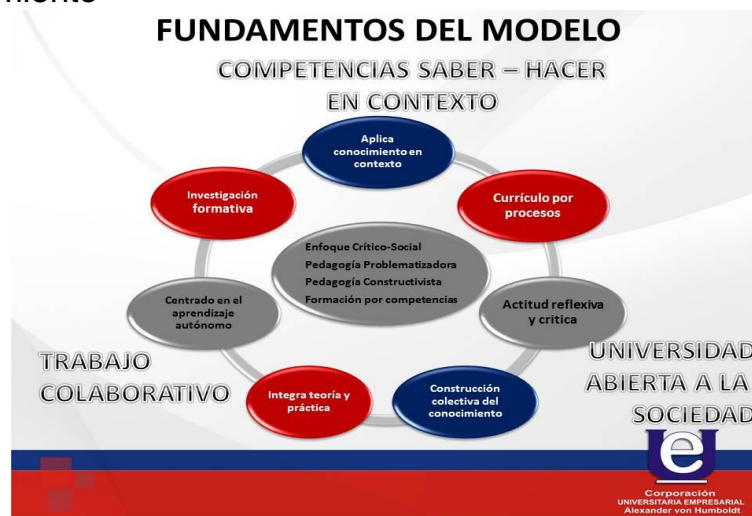 FUNDAMENTOS DEL MODELO
COMPETENCIAS SABER – HACER
EN CONTEXTO
Aplica
conocimiento en
contexto
Investigación
formativa
Currículo por
procesos
Enfoque Crítico-Social
Pedagogía Problematizadora
Pedagogía Constructivista
Formación por competencias
Centrado en el
aprendizaje
autónomo
Actitud reflexiva
y critica
TRABAJO
COLABORATIVO
UNIVERSIDAD
ABIERTA A LA
SOCIEDAD
Integra teoría y
práctica
Construcción
colectiva del
conocimiento
ue
Corporación
UNIVERSITARIA EMPRESARIAL
Alexander von Humboldt